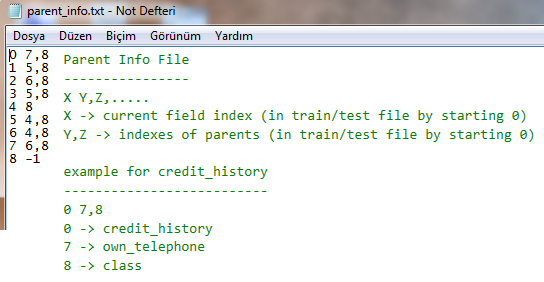 parent_info.txt - Not Defteri
Dosya Düzen Biçim Görünüm Yardım
0 7,8
1 5,8
2 6,8
3 5,8
4 8
5 4,8
6 4,8
7 6,8
8 -1
Parent Info File
----------------
X Y,Z,.....
X -> current field index (in train/test file by starting 0)
Y,Z -> indexes of parents (in train/test file by starting 0)
example for credit_history
--------------------------
0 7,8
0 -> credit_history
7 -> own_telephone
8 -> class